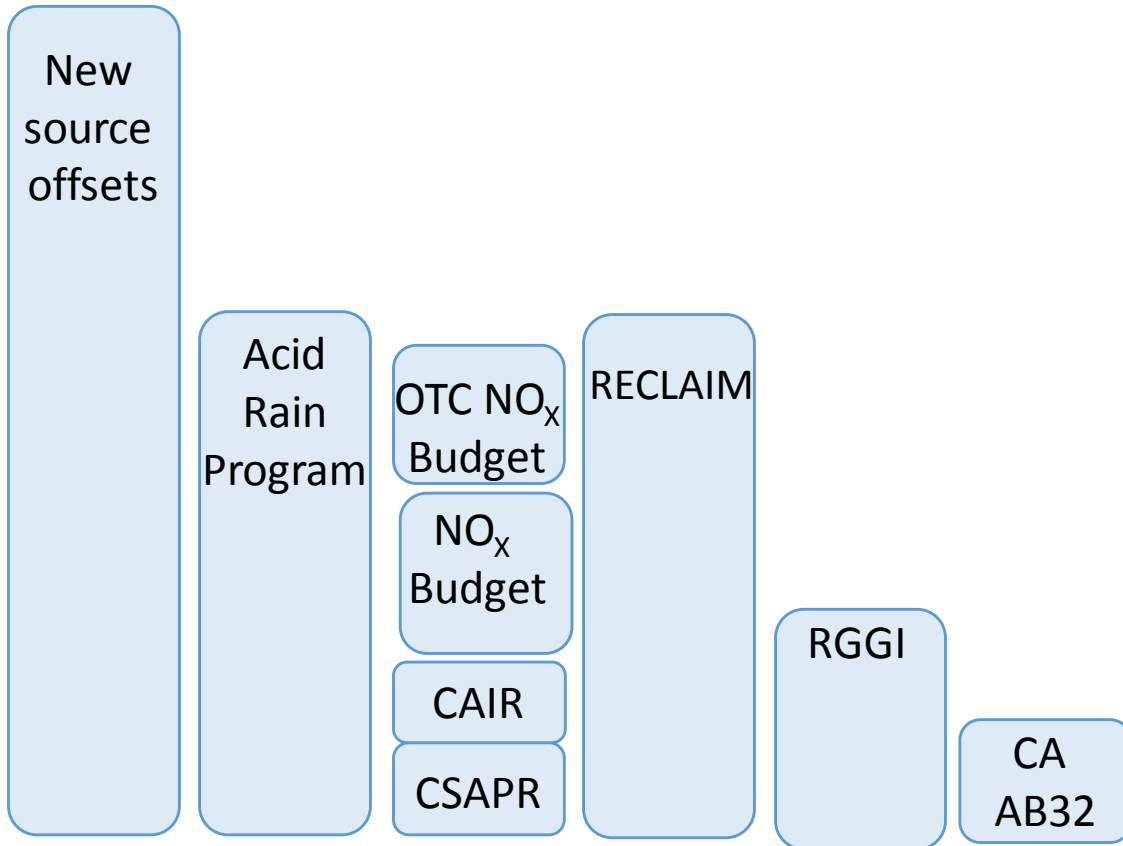 New
source
offsets
Acid
Rain
Program
OTC NOₓ
Budget
NOₓ
Budget
CAIR
CSAPR
RECLAIM
RGGI
CA
AB32